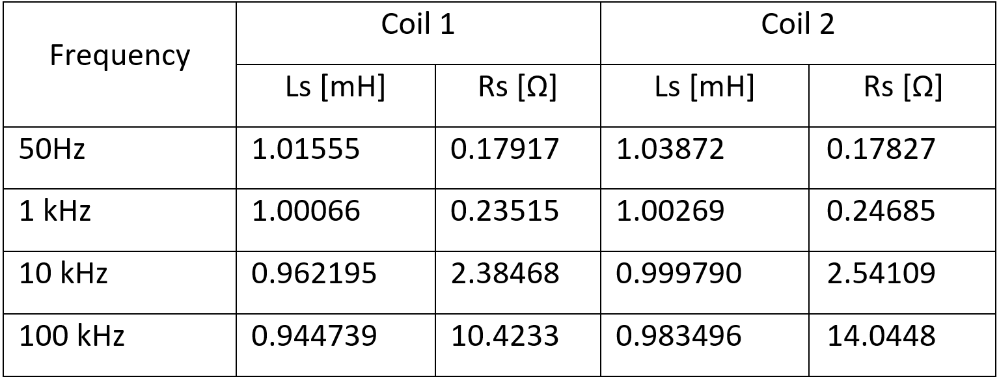 Frequency
Coil 1
Coil 2
Ls [mH]
Rs [Ω]
Ls [mH]
Rs [Ω]
50Hz 1.01555 0.17917 1.03872 0.17827
1 kHz 1.00066 0.23515 1.00269 0.24685
10 kHz 0.962195 2.38468 0.999790 2.54109
100 kHz 0.944739 10.4233 0.983496 14.0448